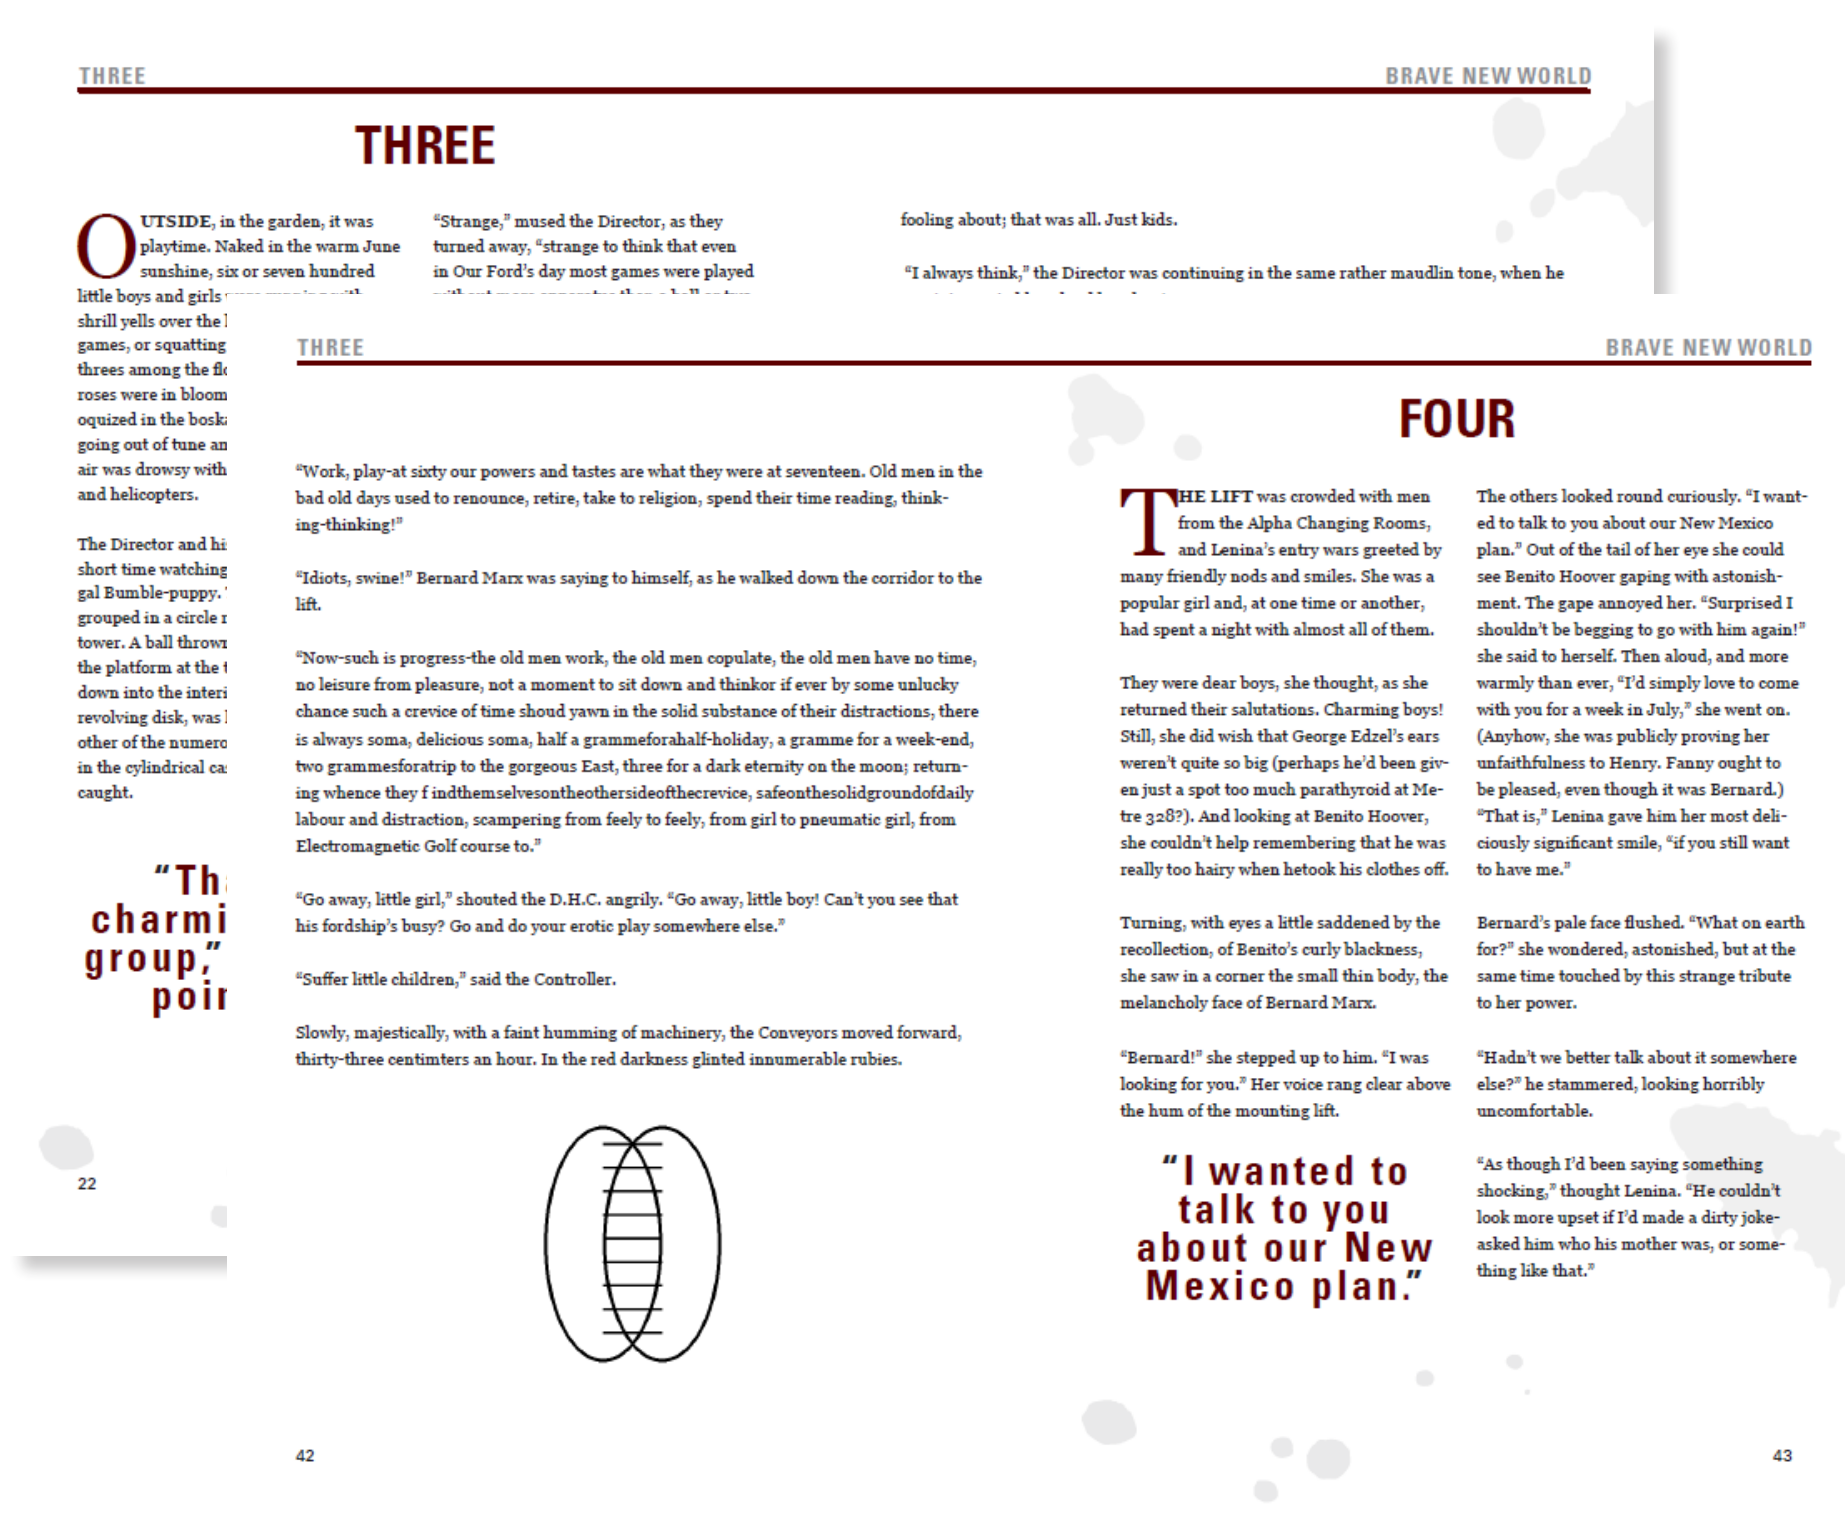 THREE
BRAVE NEW WORLD
THREE
OUTSIDE, in the garden, it was
playtime. Naked in the warm June
sunshine, six or seven hundred
little boys and girls
shrill yells over the
games, or squatting
threes among the
roses were in bloom
oquized in the
going out of tune an
air was drowsy with
and helicopters.
The Director and
short time watching
gal Bumble-puppy.
grouped in a circle
tower. A ball thrown
the platform at the
down into the
revolving disk, was
other of the
in the cylindrical
caught.
charmi
group,”
22
“Strange,” mused the Director, as they
turned away, “strange to think that even
in Our Ford’s day most games were played
fooling about; that was all. Just kids.
“I always think,” the Director was continuing in the same rather maudlin tone, when he
THREE
BRAVE NEW WORLD
“Work, play-at sixty our powers and tastes are what they were at seventeen. Old men in the
bad old days used to renounce, retire, take to religion, spend their time reading, think-
ing-thinking!”
“Idiots, swine!” Bernard Marx was saying to himself, as he walked down the corridor to the
lift.
“Now-such is progress-the old men work, the old men copulate, the old men have no time,
no leisure from pleasure, not a moment to sit down and thinkor if ever by some unlucky
chance such a crevice of time shoud yawn in the solid substance of their distractions, there
is always soma, delicious soma, half a grammeforahalf-holiday, a gramme for a week-end,
two grammesforatrip to the gorgeous East, three for a dark eternity on the moon; return-
ing whence they f indthemselvesontheothersideofthecrevice, safeonthesolidgroundofdaily
labour and distraction, scampering from feely to feely, from girl to pneumatic girl, from
Electromagnetic Golf course to.”
“Go away, little girl,” shouted the D.H.C. angrily. “Go away, little boy! Can’t you see that
his fordship’s busy? Go and do your erotic play somewhere else.”
“Suffer little children,” said the Controller.
Slowly, majestically, with a faint humming of machinery, the Conveyors moved forward,
thirty-three centimters an hour. In the red darkness glinted innumerable rubies.
42
FOUR
THE LIFT was crowded with men
from the Alpha Changing Rooms,
and Lenina’s entry wars greeted by
many friendly nods and smiles. She was a
popular girl and, at one time or another,
had spent a night with almost all of them.
They were dear boys, she thought, as she
returned their salutations. Charming boys!
Still, she did wish that George Edzel’s ears
weren’t quite so big (perhaps he’d been giv-
en just a spot too much parathyroid at Me-
tre 328?). And looking at Benito Hoover,
she couldn’t help remembering that he was
really too hairy when hetook his clothes off.
Turning, with eyes a little saddened by the
recollection, of Benito’s curly blackness,
she saw in a corner the small thin body, the
melancholy face of Bernard Marx.
“Bernard!” she stepped up to him. “I was
looking for you.” Her voice rang clear above
the hum of the mounting lift.
“I wanted to
talk to you
about our New
Mexico plan.”
The others looked round curiously. “I want-
ed to talk to you about our New Mexico
plan.” Out of the tail of her eye she could
see Benito Hoover gaping with astonish-
ment. The gape annoyed her. “Surprised I
shouldn’t be begging to go with him again!”
she said to herself. Then aloud, and more
warmly than ever, “I’d simply love to come
with you for a week in July,” she went on.
(Anyhow, she was publicly proving her
unfaithfulness to Henry. Fanny ought to
be pleased, even though it was Bernard.)
“That is,” Lenina gave him her most deli-
ciously significant smile, “if you still want
to have me.”
Bernard’s pale face flushed. “What on earth
for?” she wondered, astonished, but at the
same time touched by this strange tribute
to her power.
“Hadn’t we better talk about it somewhere
else?” he stammered, looking horribly
uncomfortable.
“As though I’d been saying something
shocking,” thought Lenina. “He couldn’t
look more upset if I’d made a dirty joke-
asked him who his mother was, or some-
thing like that.”
43